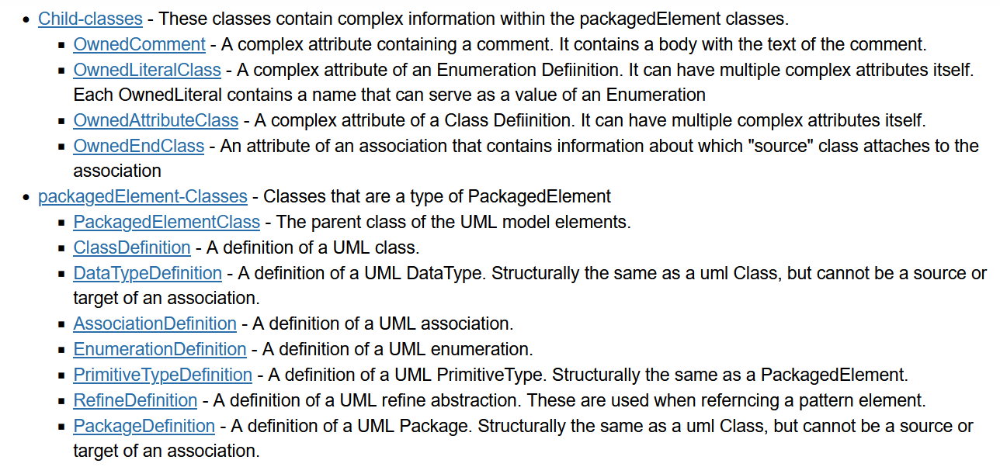 Child-classes - These classes contain complex information within the packagedElement classes.
OwnedComment - A complex attribute containing a comment. It contains a body with the text of the comment.
OwnedLiteralClass - A complex attribute of an Enumeration Defiinition. It can have multiple complex attributes itself.
Each OwnedLiteral contains a name that can serve as a value of an Enumeration
OwnedAttributeClass - A complex attribute of a Class Defiinition. It can have multiple complex attributes itself.
OwnedEndClass - An attribute of an association that contains information about which "source" class attaches to the
association
packagedElement-Classes - Classes that are a type of PackagedElement
PackagedElementClass - The parent class of the UML model elements.
ClassDefinition - A definition of a UML class.
DataTypeDefinition - A definition of a UML DataType. Structurally the same as a uml Class, but cannot be a source or
target of an association.
AssociationDefinition - A definition of a UML association.
EnumerationDefinition - A definition of a UML enumeration.
PrimitiveTypeDefinition - A definition of a UML PrimitiveType. Structurally the same as a PackagedElement.
RefineDefinition - A definition of a UML refine abstraction. These are used when referncing a pattern element.
PackageDefinition - A definition of a UML Package. Structurally the same as a uml Class, but cannot be a source or
target of an association.